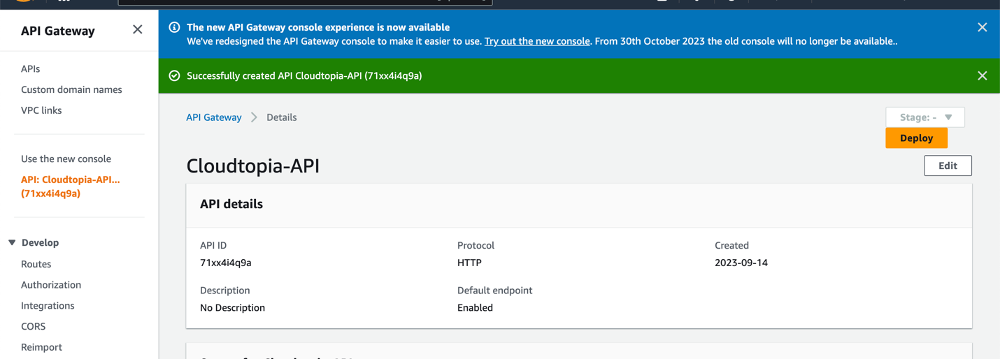 API Gateway
APIs
Custom domain names
VPC links
Use the new console
API: Cloudtopia-API...
(71xx4i4q9a)
Develop
Routes
Authorization
Integrations
CORS
Reimport
The new API Gateway console experience is now available
We've redesigned the API Gateway console to make it easier to use. Try out the new console. From 30th October 2023 the old console will no longer be available..
Successfully created API Cloudtopia-API (71xx4i4q9a)
API Gateway > Details
Stage: -
Deploy
Cloudtopia-API
Edit
API details
API ID
71xx4i4q9a
Protocol
HTTP
Created
2023-09-14
Description
No Description
Default endpoint
Enabled